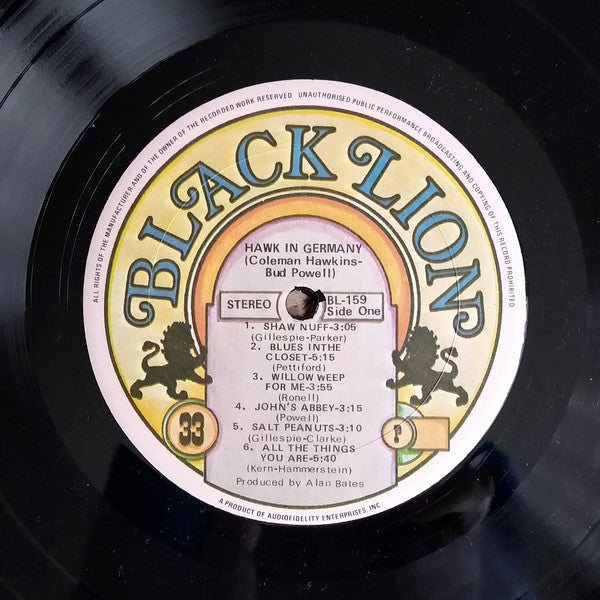 ALL RIGHTS OF THE MANUFACTURER AND OF THE OWNER OF THE RECORDED WORK RESERVED UNAUTHORISED PUBLIC PERFORMANCE BROADCASTING AND COPYING OF THIS RECORD PROHIBITED
BLACK LION
HAWK IN GERMANY
(Coleman Hawkins-
Bud Powell)
STEREO
BL-159
Side One
1. SHAW NUFF-3:05
(Gillespie-Parker)
2. BLUES INTHE
CLOSET-5:15
(Pettiford)
3. WILLOW WEEP
FOR ME-3:55
(Ronell)
4. JOHN'S ABBEY-3:15
(Powell)
5. SALT PEANUTS-3:10
(Gillespie-Clarke)
6. ALL THE THINGS
YOU ARE-5:40
(Kern-Hammerstein)
Produced by Alan Bates
33
P
A PRODUCT OF AUDIOFIDELITY ENTERPRISES, INC